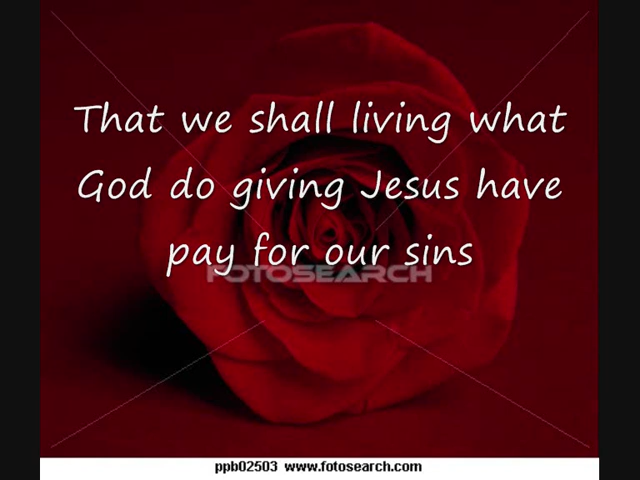 That we shall living what
God do giving Jesus have
pay for our sins
FOTOSEARCH
ppb02503 www.fotosearch.com